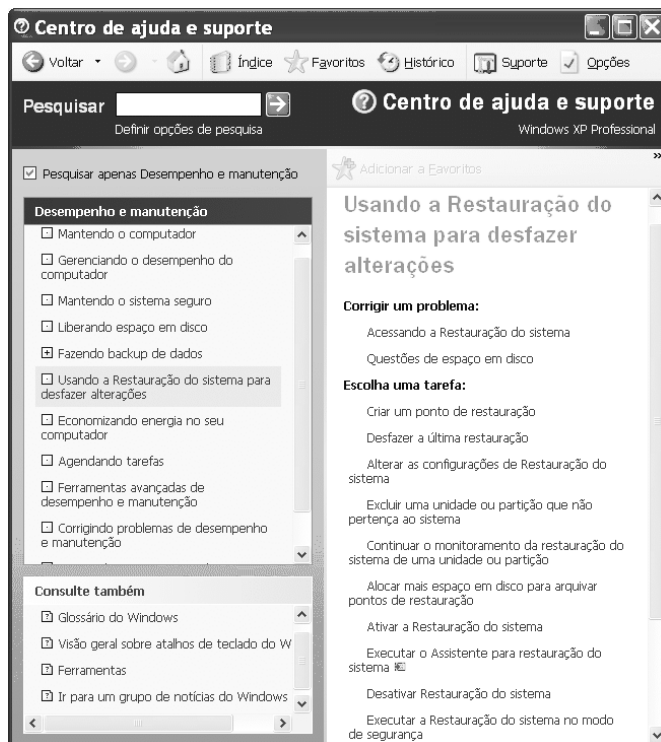 Centro de ajuda e suporte
Voltar
Índice
Favoritos
Histórico
Suporte
Opções
Pesquisar
Definir opções de pesquisa
Centro de ajuda e suporte
Windows XP Professional
Pesquisar apenas Desempenho e manutenção
Desempenho e manutenção
Mantendo o computador
Gerenciando o desempenho do
computador
Mantendo o sistema seguro
Liberando espaço em disco
Fazendo backup de dados
Usando a Restauração do sistema para
desfazer alterações
Economizando energia no seu
computador
Agendando tarefas
Ferramentas avançadas de
desempenho e manutenção
Corrigindo problemas de desempenho
e manutenção
Consulte também
Glossário do Windows
Visão geral sobre atalhos de teclado do W
Ferramentas
Ir para um grupo de notícias do Windows
Adicionar a Favoritos
Usando a Restauração do
sistema para desfazer
alterações
Corrigir um problema:
Acessando a Restauração do sistema
Questões de espaço em disco
Escolha uma tarefa:
Criar um ponto de restauração
Desfazer a última restauração
Alterar as configurações de Restauração do
sistema
Excluir uma unidade ou partição que não
pertença ao sistema
Continuar o monitoramento da restauração do
sistema de uma unidade ou partição
Alocar mais espaço em disco para arquivar
pontos de restauração
Ativar a Restauração do sistema
Executar o Assistente para restauração do
sistema
Desativar Restauração do sistema
Executar a Restauração do sistema no modo
de segurança